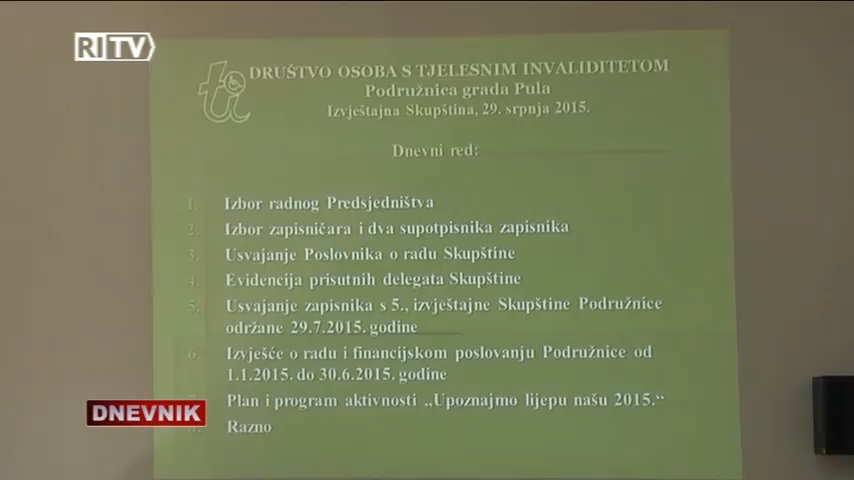 RI TV
DRUŠTVO OSOBA S TJELESNIM INVALIDITETOM
Podružnica grada Pula
Izvještajna Skupština, 29. srpnja 2015.
Dnevni red:
1. Izbor radnog Predsjedništva
2. Izbor zapisničara i dva supotpisnika zapisnika
3. Usvajanje Poslovnika o radu Skupštine
4. Evidencija prisutnih delegata Skupštine
5. Usvajanje zapisnika s 5., izvještajne Skupštine Podružnice
održane 29.7.2015. godine
6. Izvješće o radu i financijskom poslovanju Podružnice od
1.1.2015. do 30.6.2015. godine
7. Plan i program aktivnosti „Upoznajmo lijepu našu 2015.“
8. Razno
DNEVNIK